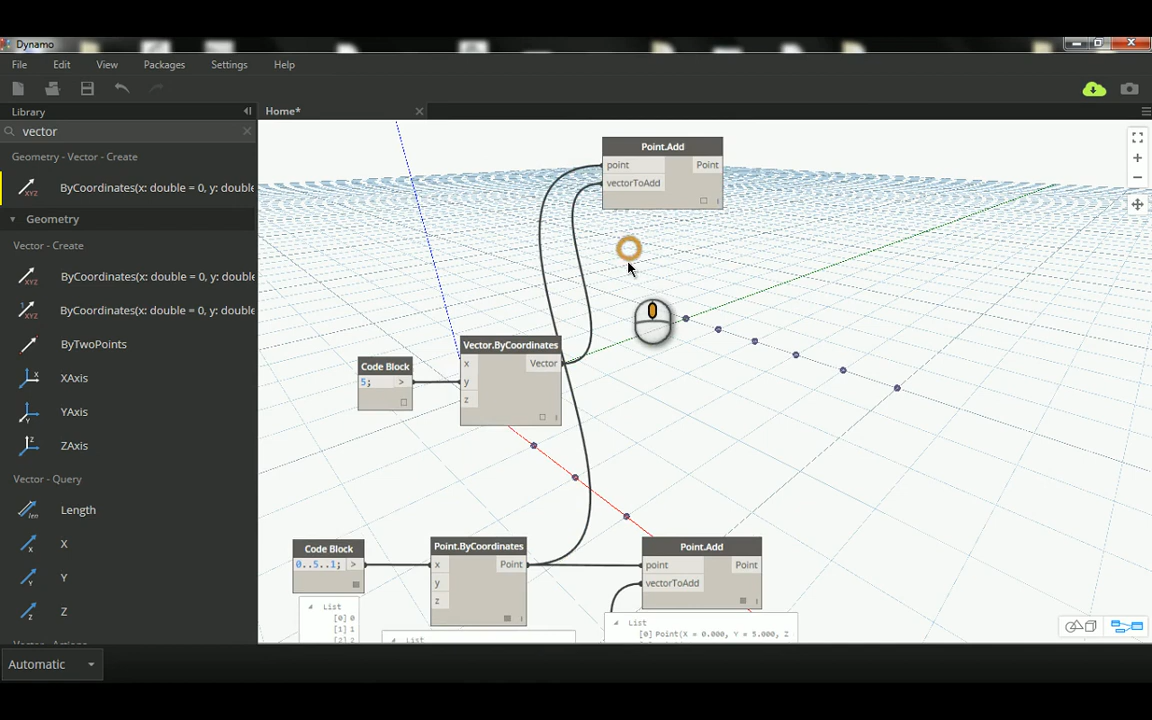 Dynamo
File Edit View Packages Settings Help
Library
Home*
vector
Geometry - Vector - Create
ByCoordinates(x: double = 0, y: double
Geometry
Vector - Create
ByCoordinates(x: double = 0, y: double
ByCoordinates(x: double = 0, y: double
ByTwoPoints
XAxis
YAxis
ZAxis
Vector - Query
Length
X
Y
Z
Point.Add
point Point
vectorToAdd
Vector.ByCoordinates
x Vector
y
z
Code Block
5; >
Code Block
0..5..1; >
List
[0] 0
[1] 1
Point.ByCoordinates
x Point
y
z
List
Point.Add
point Point
vectorToAdd
List
[0] Point(X = 0.000, Y = 5.000, Z
Automatic